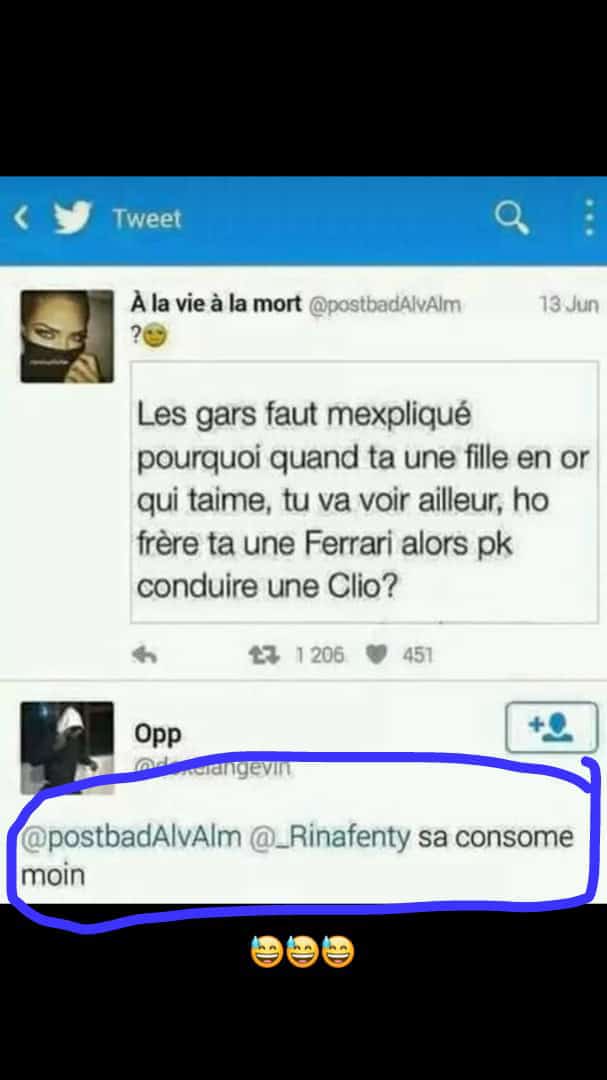 Tweet
À la vie à la mort @postbadAlvAlm 13 Jun
?
Les gars faut mexpliqué
pourquoi quand ta une fille en or
qui taime, tu va voir ailleur, ho
frère ta une Ferrari alors pk
conduire une Clio?
1 206 451
Opp
@postbadAlvAlm @_Rinafenty sa consome
moin